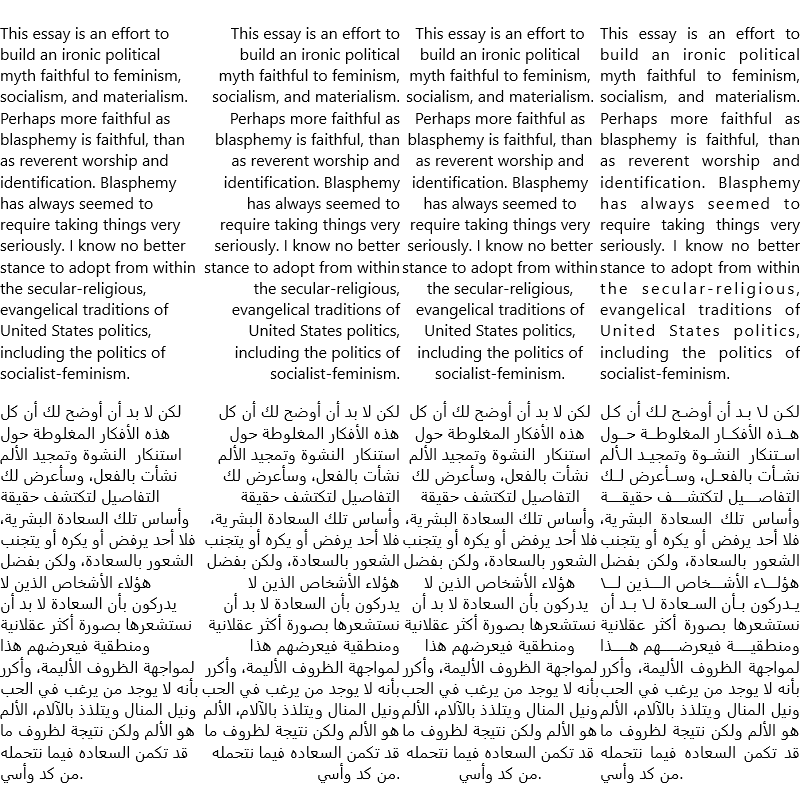 This essay is an effort to
build an ironic political
myth faithful to feminism,
socialism, and materialism.
Perhaps more faithful as
blasphemy is faithful, than
as reverent worship and
identification. Blasphemy
has always seemed to
require taking things very
seriously. I know no better
stance to adopt from within
the secular-religious,
evangelical traditions of
United States politics,
including the politics of
socialist-feminism.
This essay is an effort to
build an ironic political
myth faithful to feminism,
socialism, and materialism.
Perhaps more faithful as
blasphemy is faithful, than
as reverent worship and
identification. Blasphemy
has always seemed to
require taking things very
seriously. I know no better
stance to adopt from within
the secular-religious,
evangelical traditions of
United States politics,
including the politics of
socialist-feminism.
This essay is an effort to
build an ironic political
myth faithful to feminism,
socialism, and materialism.
Perhaps more faithful as
blasphemy is faithful, than
as reverent worship and
identification. Blasphemy
has always seemed to
require taking things very
seriously. I know no better
stance to adopt from within
the secular-religious,
evangelical traditions of
United States politics,
including the politics of
socialist-feminism.
This essay is an effort to
build an ironic political
myth faithful to feminism,
socialism, and materialism.
Perhaps more faithful as
blasphemy is faithful, than
as reverent worship and
identification. Blasphemy
has always seemed to
require taking things very
seriously. I know no better
stance to adopt from within
the secular-religious,
evangelical traditions of
United States politics,
including the politics of
socialist-feminism.
لكن لا بد أن أوضح لك أن كل
هذه الأفكار المغلوطة حول
استنكار النشوة وتمجيد الألم
نشأت بالفعل، وسأعرض لك
التفاصيل لتكتشف حقيقة
وأساس تلك السعادة البشرية،
فلا أحد يرفض أو يكره أو يتجنب
الشعور بالسعادة، ولكن بفضل
هؤلاء الأشخاص الذين لا
يدركون بأن السعادة لا بد أن
نستشعرها بصورة أكثر عقلانية
ومنطقية فيعرضهم هذا
لمواجهة الظروف الأليمة، وأكرر
بأنه لا يوجد من يرغب في الحب
ونيل المنال ويتلذذ بالآلام، الألم
هو الألم ولكن نتيجة لظروف ما
قد تكمن السعاده فيما نتحمله
من كد وأسي.
لكن لا بد أن أوضح لك أن كل
هذه الأفكار المغلوطة حول
استنكار النشوة وتمجيد الألم
نشأت بالفعل، وسأعرض لك
التفاصيل لتكتشف حقيقة
وأساس تلك السعادة البشرية،
فلا أحد يرفض أو يكره أو يتجنب
الشعور بالسعادة، ولكن بفضل
هؤلاء الأشخاص الذين لا
يدركون بأن السعادة لا بد أن
نستشعرها بصورة أكثر عقلانية
ومنطقية فيعرضهم هذا
لمواجهة الظروف الأليمة، وأكرر
بأنه لا يوجد من يرغب في الحب
ونيل المنال ويتلذذ بالآلام، الألم
هو الألم ولكن نتيجة لظروف ما
قد تكمن السعاده فيما نتحمله
من كد وأسي.
لكن لا بد أن أوضح لك أن كل
هذه الأفكار المغلوطة حول
استنكار النشوة وتمجيد الألم
نشأت بالفعل، وسأعرض لك
التفاصيل لتكتشف حقيقة
وأساس تلك السعادة البشرية،
فلا أحد يرفض أو يكره أو يتجنب
الشعور بالسعادة، ولكن بفضل
هؤلاء الأشخاص الذين لا
يدركون بأن السعادة لا بد أن
نستشعرها بصورة أكثر عقلانية
ومنطقية فيعرضهم هذا
لمواجهة الظروف الأليمة، وأكرر
بأنه لا يوجد من يرغب في الحب
ونيل المنال ويتلذذ بالآلام، الألم
هو الألم ولكن نتيجة لظروف ما
قد تكمن السعاده فيما نتحمله
من كد وأسي.
لكن لا بد أن أوضح لك أن كل
هذه الأفكار المغلوطة حول
استنكار النشوة وتمجيد الألم
نشأت بالفعل، وسأعرض لك
التفاصيل لتكتشف حقيقة
وأساس تلك السعادة البشرية،
فلا أحد يرفض أو يكره أو يتجنب
الشعور بالسعادة، ولكن بفضل
هؤلاء الأشخاص الذين لا
يدركون بأن السعادة لا بد أن
نستشعرها بصورة أكثر عقلانية
ومنطقية فيعرضهم هذا
لمواجهة الظروف الأليمة، وأكرر
بأنه لا يوجد من يرغب في الحب
ونيل المنال ويتلذذ بالآلام، الألم
هو الألم ولكن نتيجة لظروف ما
قد تكمن السعاده فيما نتحمله
من كد وأسي.